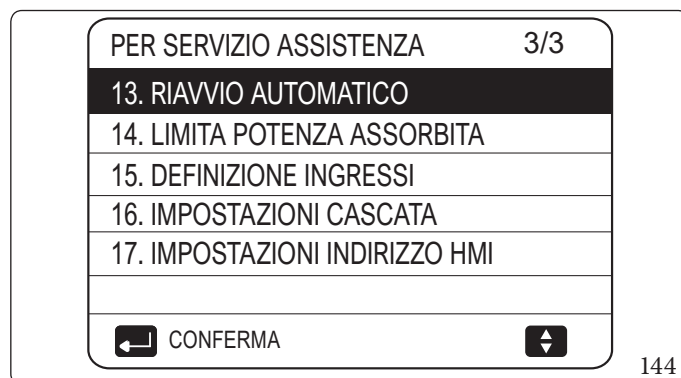 PER SERVIZIO ASSISTENZA 3/3
13. RIAVVIO AUTOMATICO
14. LIMITA POTENZA ASSORBITA
15. DEFINIZIONE INGRESSI
16. IMPOSTAZIONI CASCATA
17. IMPOSTAZIONI INDIRIZZO HMI
CONFERMA
144